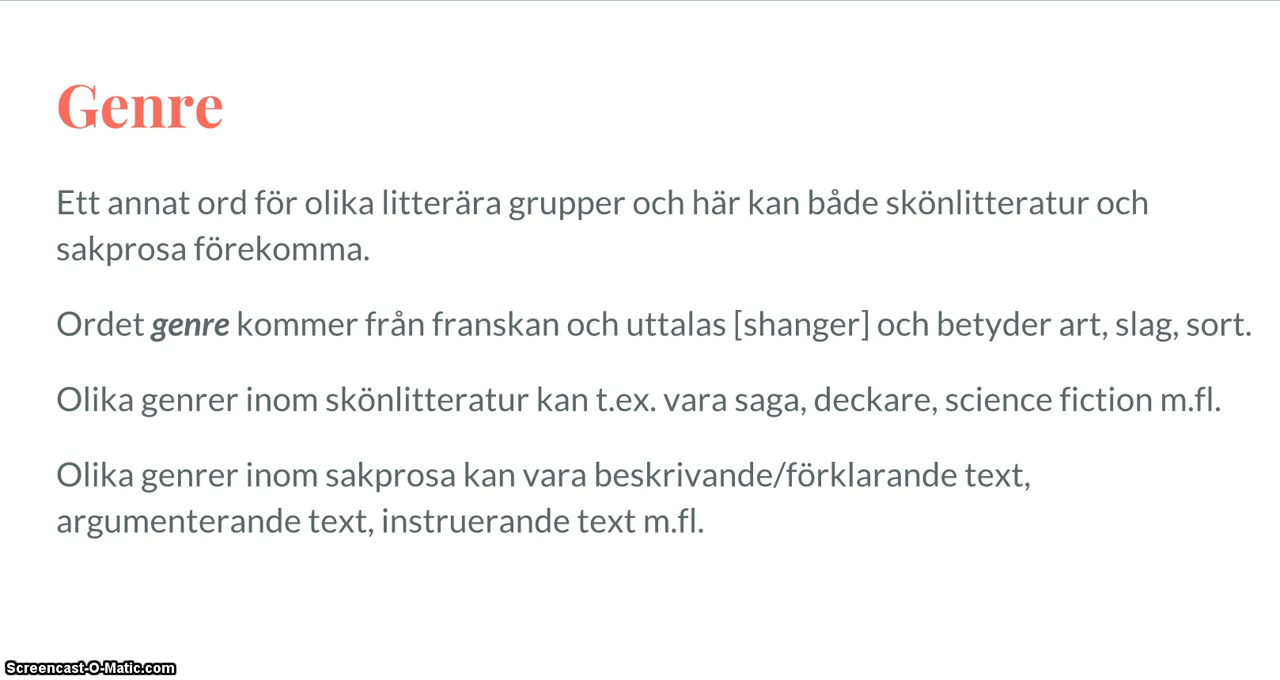 Genre
Ett annat ord för olika litterära grupper och här kan både skönlitteratur och
sakprosa förekomma.
Ordet genre kommer från franskan och uttalas [shanger] och betyder art, slag, sort.
Olika genrer inom skönlitteratur kan t.ex. vara saga, deckare, science fiction m.fl.
Olika genrer inom sakprosa kan vara beskrivande/förklarande text,
argumenterande text, instruerande text m.fl.
Screencast-O-Matic.com